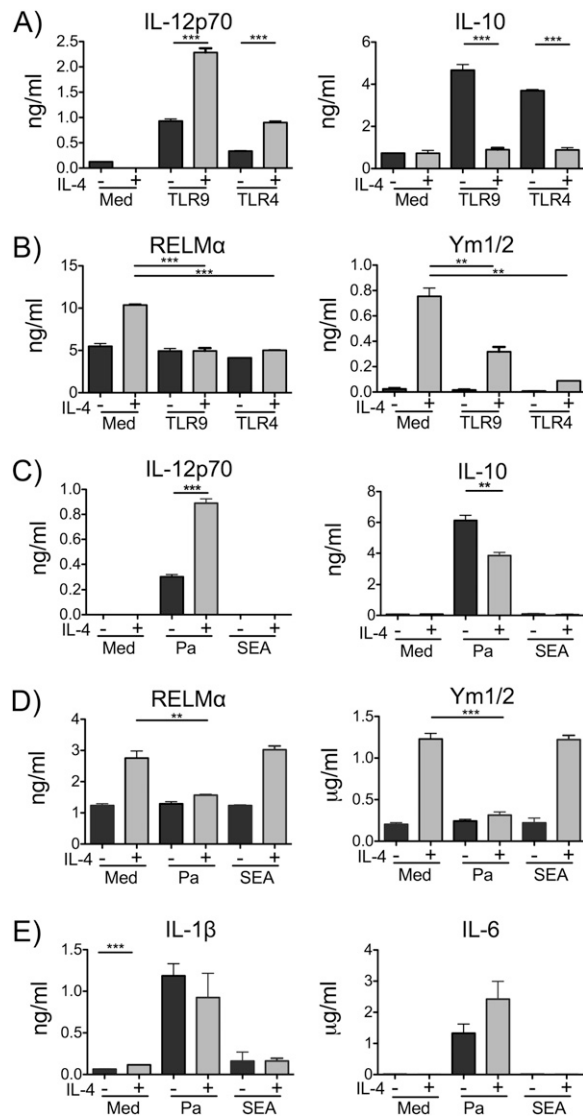 A)
IL-12p70
IL-10
*** ***
*** ***
ng/ml
2.5
2.0
1.5
1.0
0.5
0.0
ng/ml
6
4
2
0
IL-4 - + - + - +
Med TLR9 TLR4
IL-4 - + - + - +
Med TLR9 TLR4
B)
RELMα
Ym1/2
***
***
**
**
ng/ml
15
10
5
0
1.0
0.8
0.6
0.4
0.2
0.0
IL-4 - + - + - +
Med TLR9 TLR4
IL-4 - + - + - +
Med TLR9 TLR4
C)
IL-12p70
IL-10
***
**
ng/ml
1.0
0.8
0.6
0.4
0.2
0.0
ng/ml
8
6
4
2
0
IL-4 - + - + - +
Med Pa SEA
IL-4 - + - + - +
Med Pa SEA
D)
RELMα
Ym1/2
**
***
ng/ml
4
3
2
1
0
µg/ml
1.5
1.0
0.5
0.0
IL-4 - + - + - +
Med Pa SEA
IL-4 - + - + - +
Med Pa SEA
E)
IL-1β
IL-6
***
ng/ml
1.5
1.0
0.5
0.0
µg/ml
4
3
2
1
0
IL-4 - + - + - +
Med Pa SEA
IL-4 - + - + - +
Med Pa SEA